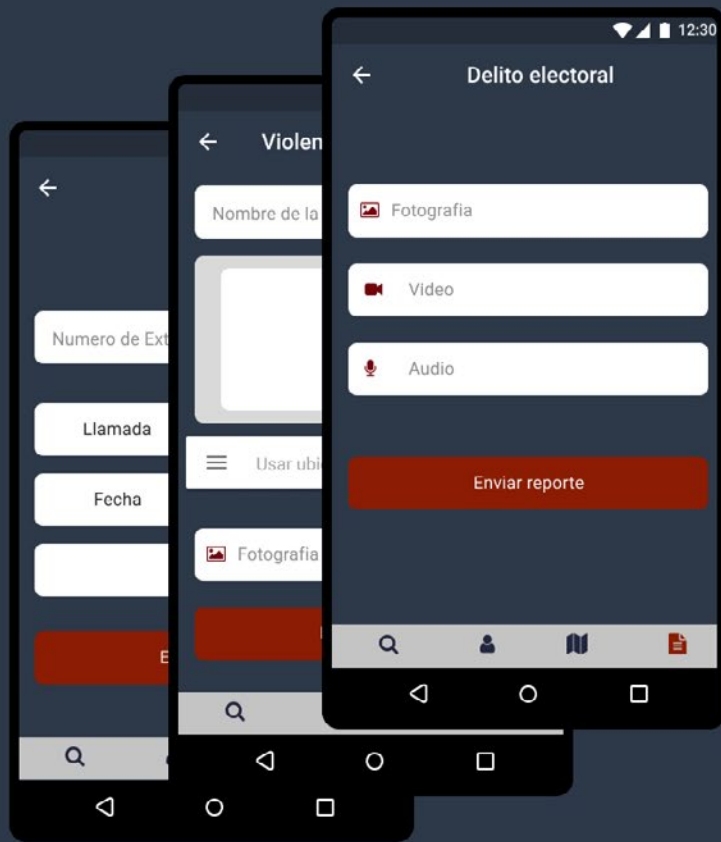 12:30
Delito electoral
Fotografia
Video
Audio
Enviar reporte
Violen
Nombre de la
Usar ubi
Fotografia
Numero de Ext
Llamada
Fecha
E